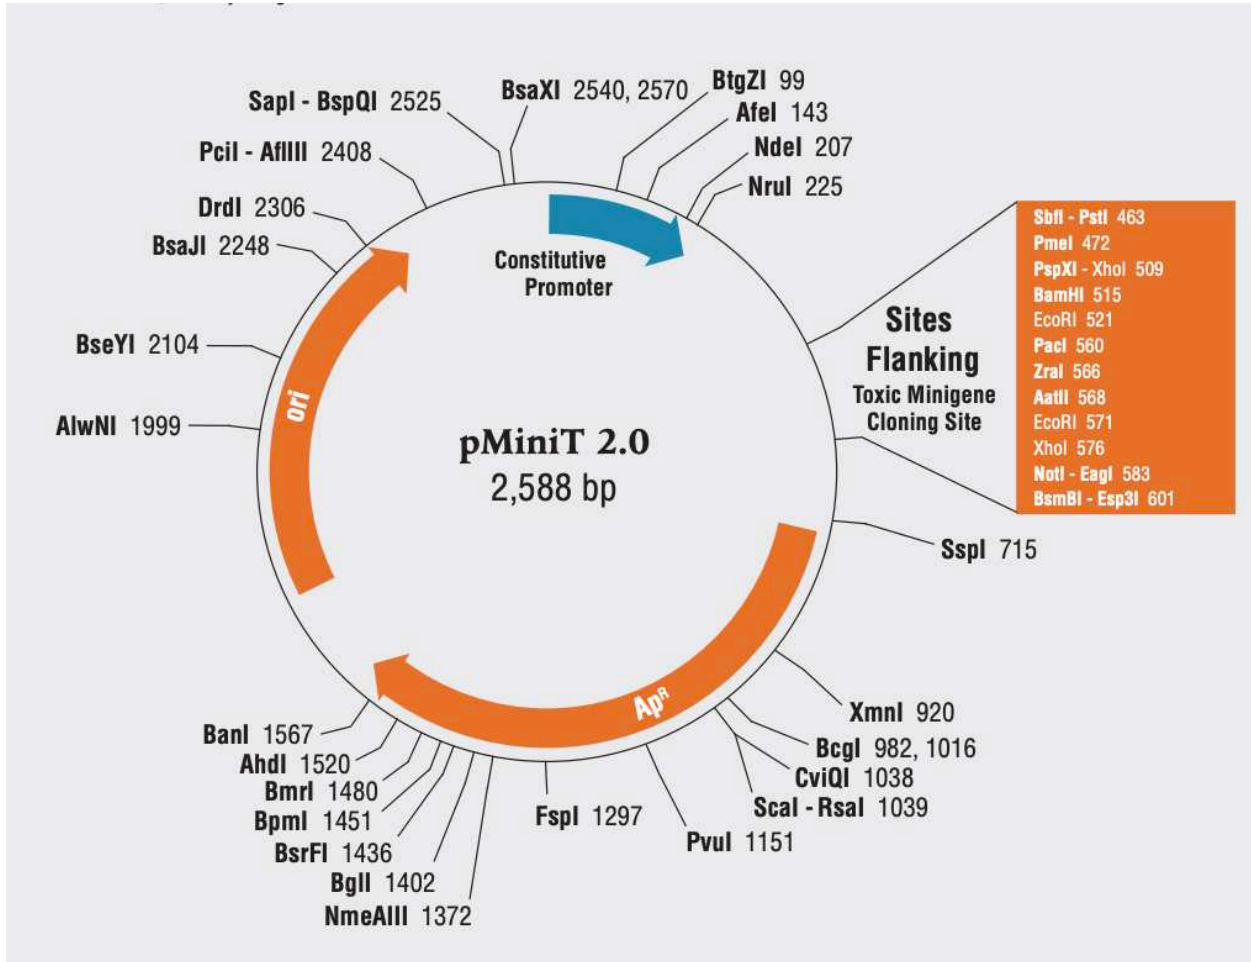 BsaXI 2540, 2570
BtgZI 99
AfeI 143
NdeI 207
NruI 225
SapI - BspQI 2525
PciI - AflIII 2408
DrdI 2306
BsaJI 2248
BseYI 2104
AlwNI 1999
Constitutive
Promoter
ori
pMiniT 2.0
2,588 bp
Sites
Flanking
Toxic Minigene
Cloning Site
SbfI - PstI 463
PmeI 472
PspXI - XhoI 509
BamHI 515
EcoRI 521
PacI 560
ZraI 566
AatII 568
EcoRI 571
XhoI 576
NotI - EagI 583
BsmBI - Esp3I 601
SspI 715
ApR
XmnI 920
BcgI 982, 1016
CviQI 1038
ScaI - RsaI 1039
PvuI 1151
FspI 1297
BanI 1567
AhdI 1520
BmrI 1480
BpmI 1451
BsrFI 1436
BglI 1402
NmeAIII 1372